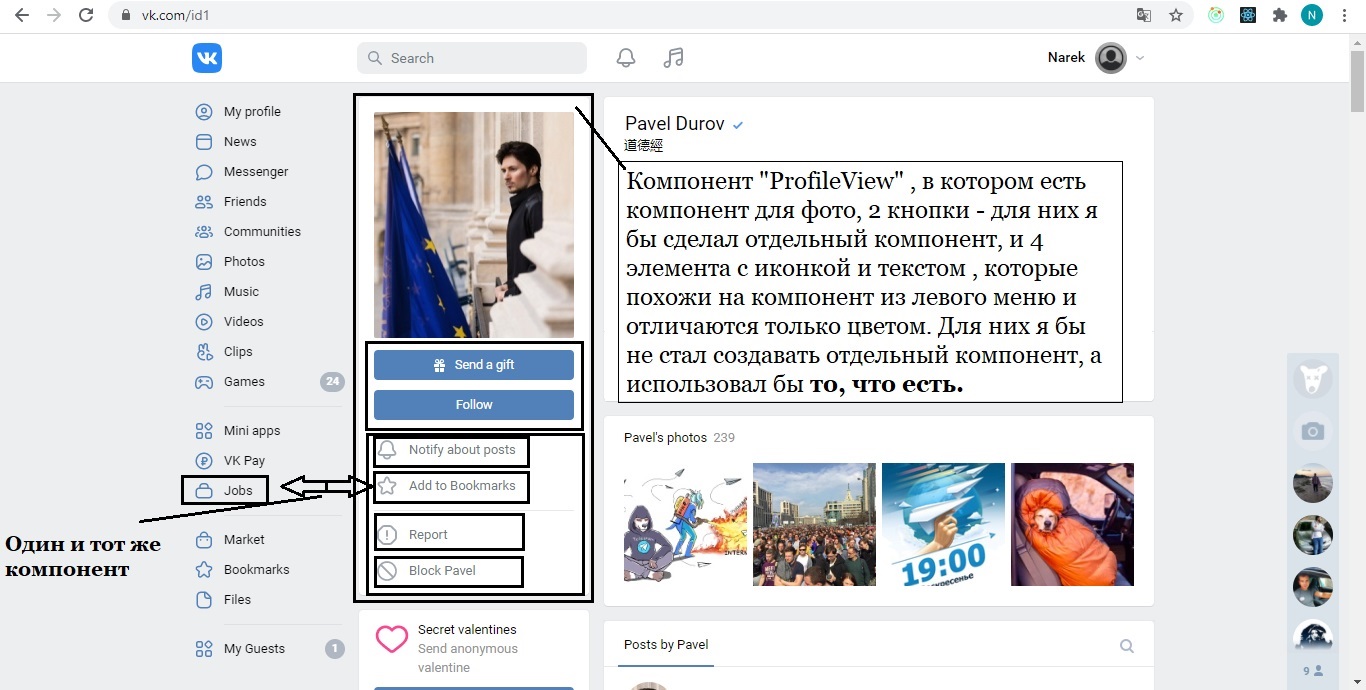 vk.com/id1
N
Search
Narek
My profile
News
Messenger
Friends
Communities
Photos
Music
Videos
Clips
Games 24
Mini apps
VK Pay
Jobs
Один и тот же
компонент
Market
Bookmarks
Files
My Guests 1
Send a gift
Follow
Notify about posts
Add to Bookmarks
Report
Block Pavel
Secret valentines
Send anonymous
valentine
Pavel Durov
道德經
Компонент "ProfileView" , в котором есть
компонент для фото, 2 кнопки - для них я
бы сделал отдельный компонент, и 4
элемента с иконкой и текстом , которые
похожи на компонент из левого меню и
отличаются только цветом. Для них я бы
не стал создавать отдельный компонент, а
использовал бы то, что есть.
Pavel's photos 239
INTERN
19:00
Posts by Pavel
9